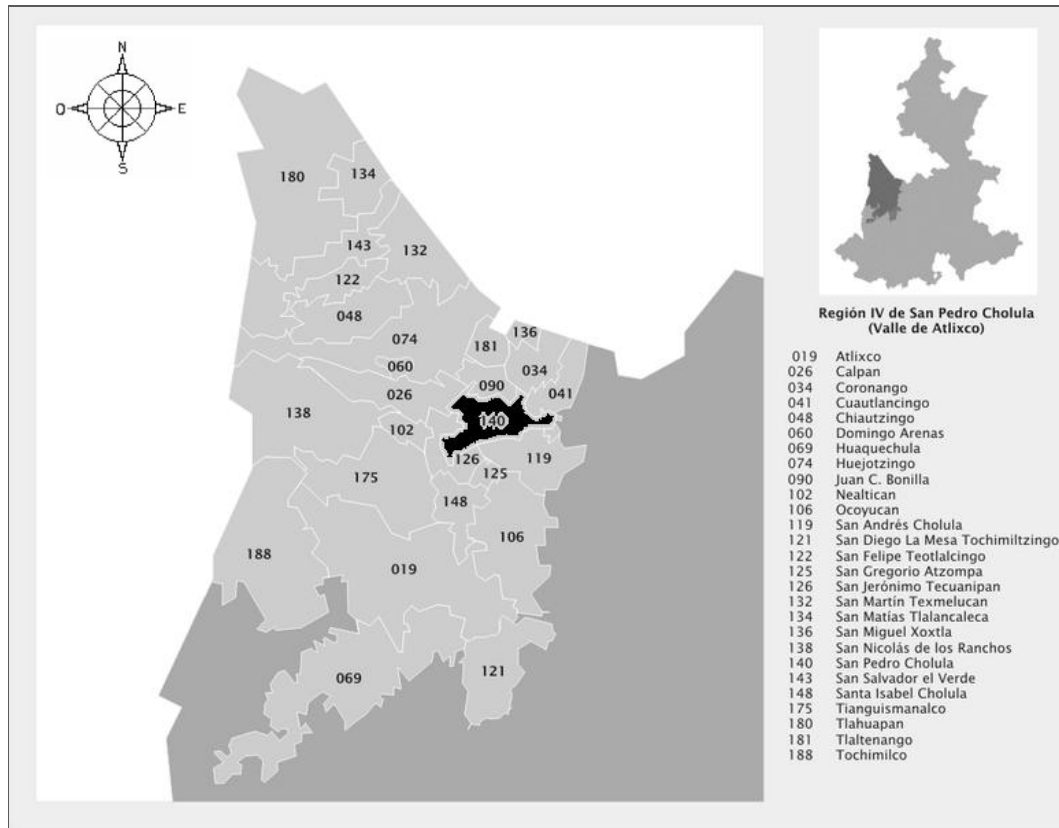 N
O
E
S
180
134
143
132
122
048
136
074
181
060
034
090
026
041
138
140
102
126
119
175
125
148
106
188
019
121
069
Región IV de San Pedro Cholula
(Valle de Atlixco)
019 Atlixco
026 Calpan
034 Coronango
041 Cuautlancingo
048 Chiautzingo
060 Domingo Arenas
069 Huaquechula
074 Huejotzingo
090 Juan C. Bonilla
102 Nealtican
106 Ocoyucan
119 San Andrés Cholula
121 San Diego La Mesa Tochimiltzingo
122 San Felipe Teotlalcingo
125 San Gregorio Atzompa
126 San Jerónimo Tecuanipan
132 San Martín Texmelucan
134 San Matías Tlalancaleca
136 San Miguel Xoxtla
138 San Nicolás de los Ranchos
140 San Pedro Cholula
143 San Salvador el Verde
148 Santa Isabel Cholula
175 Tianguismanalco
180 Tlahuapan
181 Tlaltenango
188 Tochimilco